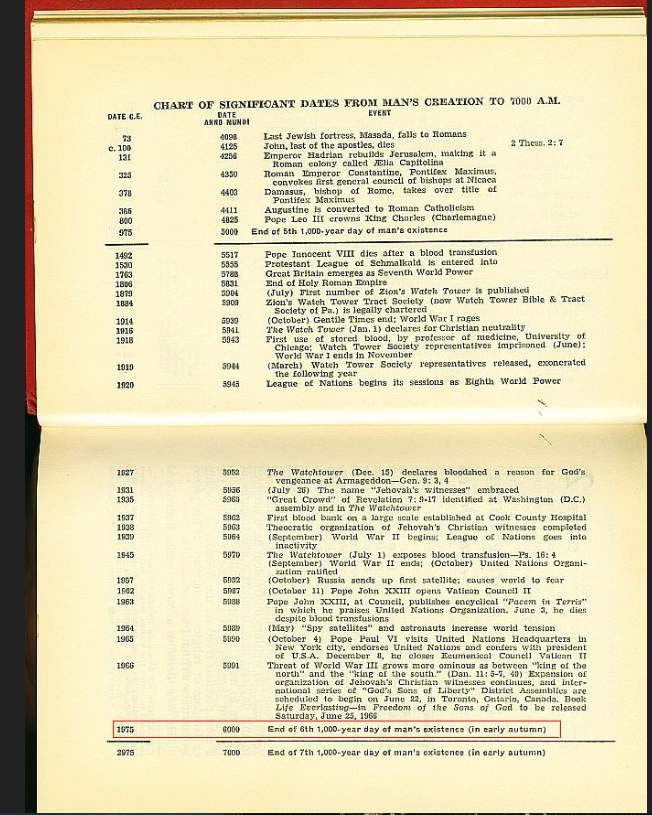 CHART OF SIGNIFICANT DATES FROM MAN'S CREATION TO 7000 A.M.
DATE C.E. DATE ANNO MUNDI EVENT
73 4098 Last Jewish fortress, Masada, falls to Romans
c. 100 4125 John, last of the apostles, dies 2 Thess. 2:7
131 4256 Emperor Hadrian rebuilds Jerusalem, making it a
Roman colony called Ælia Capitolina
325 4350 Roman Emperor Constantine, Pontifex Maximus,
convokes first general council of bishops at Nicaea
378 4403 Damasus, bishop of Rome, takes over title of
Pontifex Maximus
386 4411 Augustine is converted to Roman Catholicism
800 4825 Pope Leo III crowns King Charles (Charlemagne)
975 5000 End of 5th 1,000-year day of man's existence
1492 5517 Pope Innocent VIII dies after a blood transfusion
1530 5555 Protestant League of Schmalkald is entered into
1763 5788 Great Britain emerges as Seventh World Power
1806 5831 End of Holy Roman Empire
1879 5904 (July) First number of Zion's Watch Tower is published
1884 5909 Zion's Watch Tower Tract Society (now Watch Tower Bible & Tract
Society of Pa.) is legally chartered
1914 5939 (October) Gentile Times end; World War I rages
1916 5941 The Watch Tower (Jan. 1) declares for Christian neutrality
1918 5943 First use of stored blood, by professor of medicine, University of
Chicago; Watch Tower Society representatives imprisoned (June);
World War I ends in November
1919 5944 (March) Watch Tower Society representatives released, exonerated
the following year
1920 5945 League of Nations begins its sessions as Eighth World Power
1927 5952 The Watchtower (Dec. 15) declares bloodshed a reason for God's
vengeance at Armageddon—Gen. 9:3, 4
1931 5956 (July 26) The name "Jehovah's witnesses" embraced
1935 5960 "Great Crowd" of Revelation 7:9-17 identified at Washington (D.C.)
assembly and in The Watchtower
1937 5962 First blood bank on a large scale established at Cook County Hospital
1938 5963 Theocratic organization of Jehovah's Christian witnesses completed
1939 5964 (September) World War II begins; League of Nations goes into
inactivity
1945 5970 The Watchtower (July 1) exposes blood transfusion—Ps. 16:4
(September) World War II ends; (October) United Nations Organi-
zation ratified
1957 5982 (October) Russia sends up first satellite; causes world to fear
1962 5987 (October 11) Pope John XXIII opens Vatican Council II
1963 5988 Pope John XXIII, at Council, publishes encyclical "Pacem in Terris"
in which he praises United Nations Organization. June 3, he dies
despite blood transfusions
1964 5989 (May) "Spy satellites" and astronauts increase world tension
1965 5990 (October 4) Pope Paul VI visits United Nations Headquarters in
New York city, endorses United Nations and confers with president
of U.S.A. December 8, he closes Ecumenical Council Vatican II
1966 5991 Threat of World War III grows more ominous as between "king of the
north" and the "king of the south." (Dan. 11:5-7, 40) Expansion of
organization of Jehovah's Christian witnesses continues, and inter-
national series of "God's Sons of Liberty" District Assemblies are
scheduled to begin on June 22, in Toronto, Ontario, Canada. Book
Life Everlasting—in Freedom of the Sons of God to be released
Saturday, June 25, 1966
1975 6000 End of 6th 1,000-year day of man's existence (in early autumn)
2975 7000 End of 7th 1,000-year day of man's existence (in early autumn)